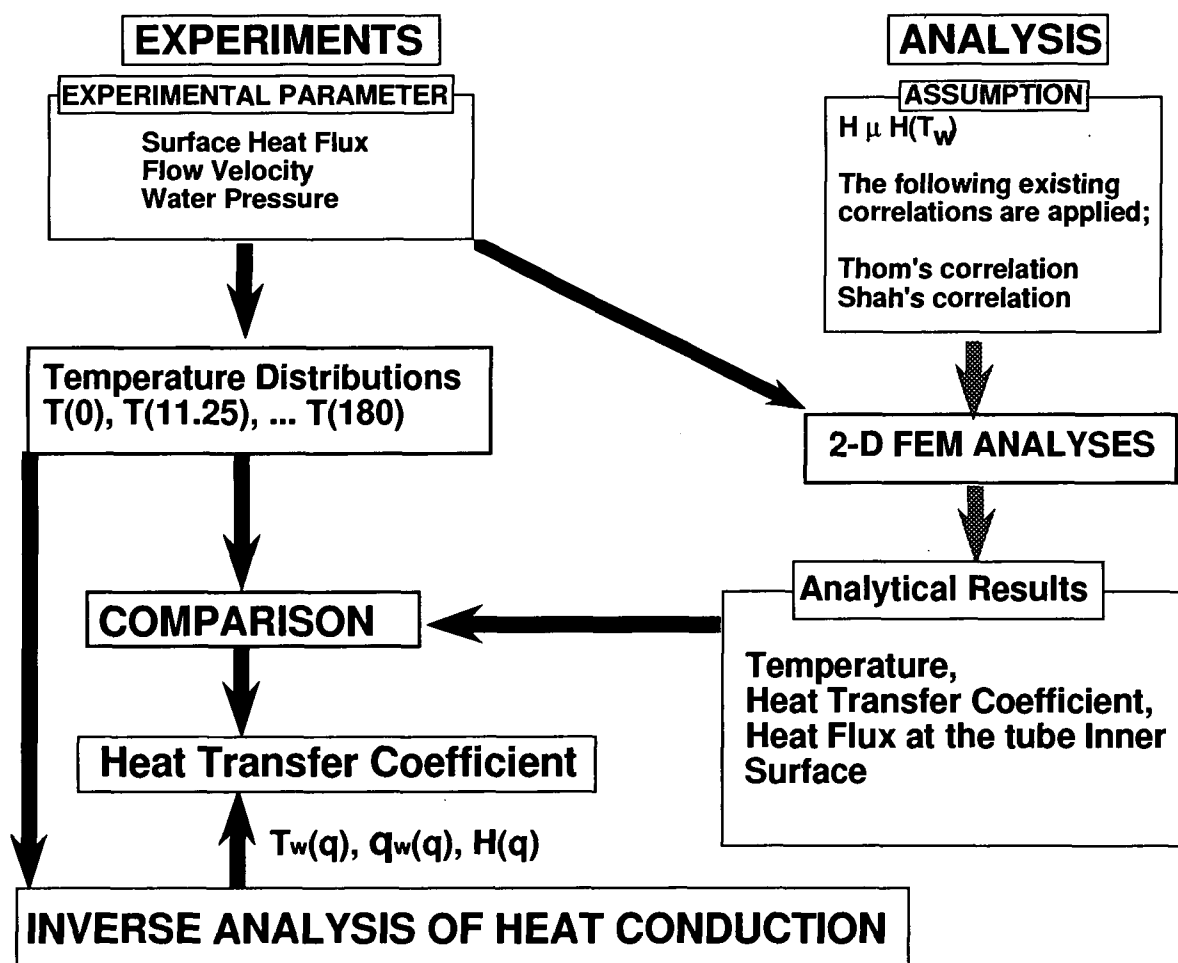 EXPERIMENTS
EXPERIMENTAL PARAMETER
Surface Heat Flux
Flow Velocity
Water Pressure
ANALYSIS
ASSUMPTION
H μ H(Tw)
The following existing
correlations are applied;
Thom's correlation
Shah's correlation
Temperature Distributions
T(0), T(11.25), ... T(180)
2-D FEM ANALYSES
Analytical Results
Temperature,
Heat Transfer Coefficient,
Heat Flux at the tube Inner
Surface
COMPARISON
Heat Transfer Coefficient
Tw(q), qw(q), H(q)
INVERSE ANALYSIS OF HEAT CONDUCTION